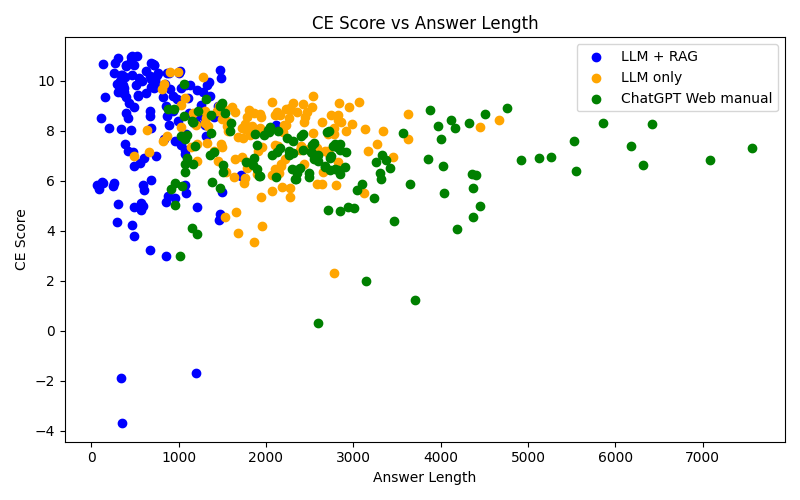 CE Score vs Answer Length
LLM + RAG
LLM only
ChatGPT Web manual
CE Score
10
8
6
4
2
0
−2
−4
0 1000 2000 3000 4000 5000 6000 7000
Answer Length